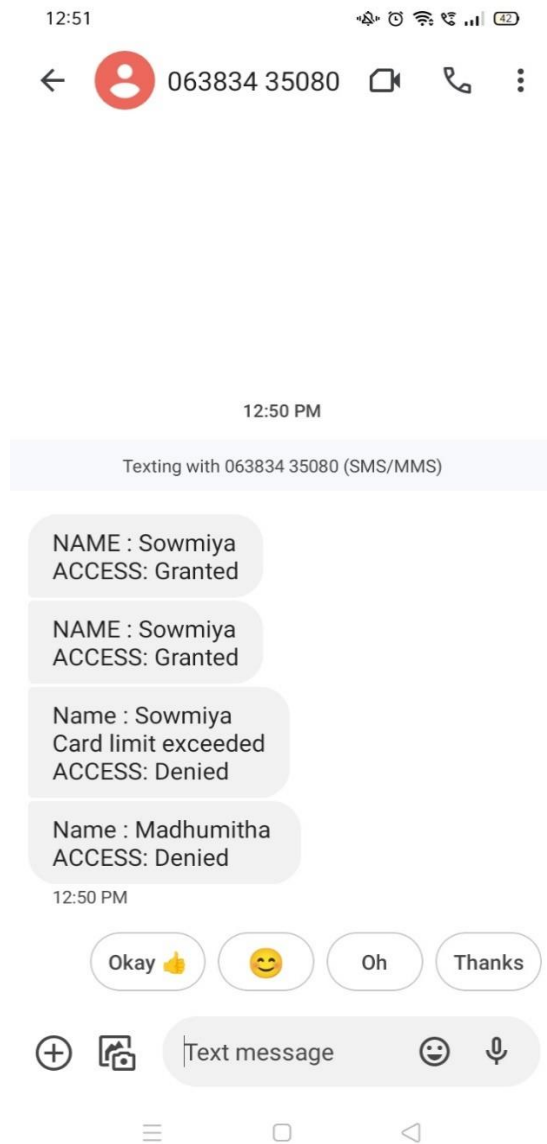 12:51
42
063834 35080
12:50 PM
Texting with 063834 35080 (SMS/MMS)
NAME : Sowmiya
ACCESS: Granted
NAME : Sowmiya
ACCESS: Granted
Name : Sowmiya
Card limit exceeded
ACCESS: Denied
Name : Madhumitha
ACCESS: Denied
12:50 PM
Okay 👍 😊 Oh Thanks
Text message